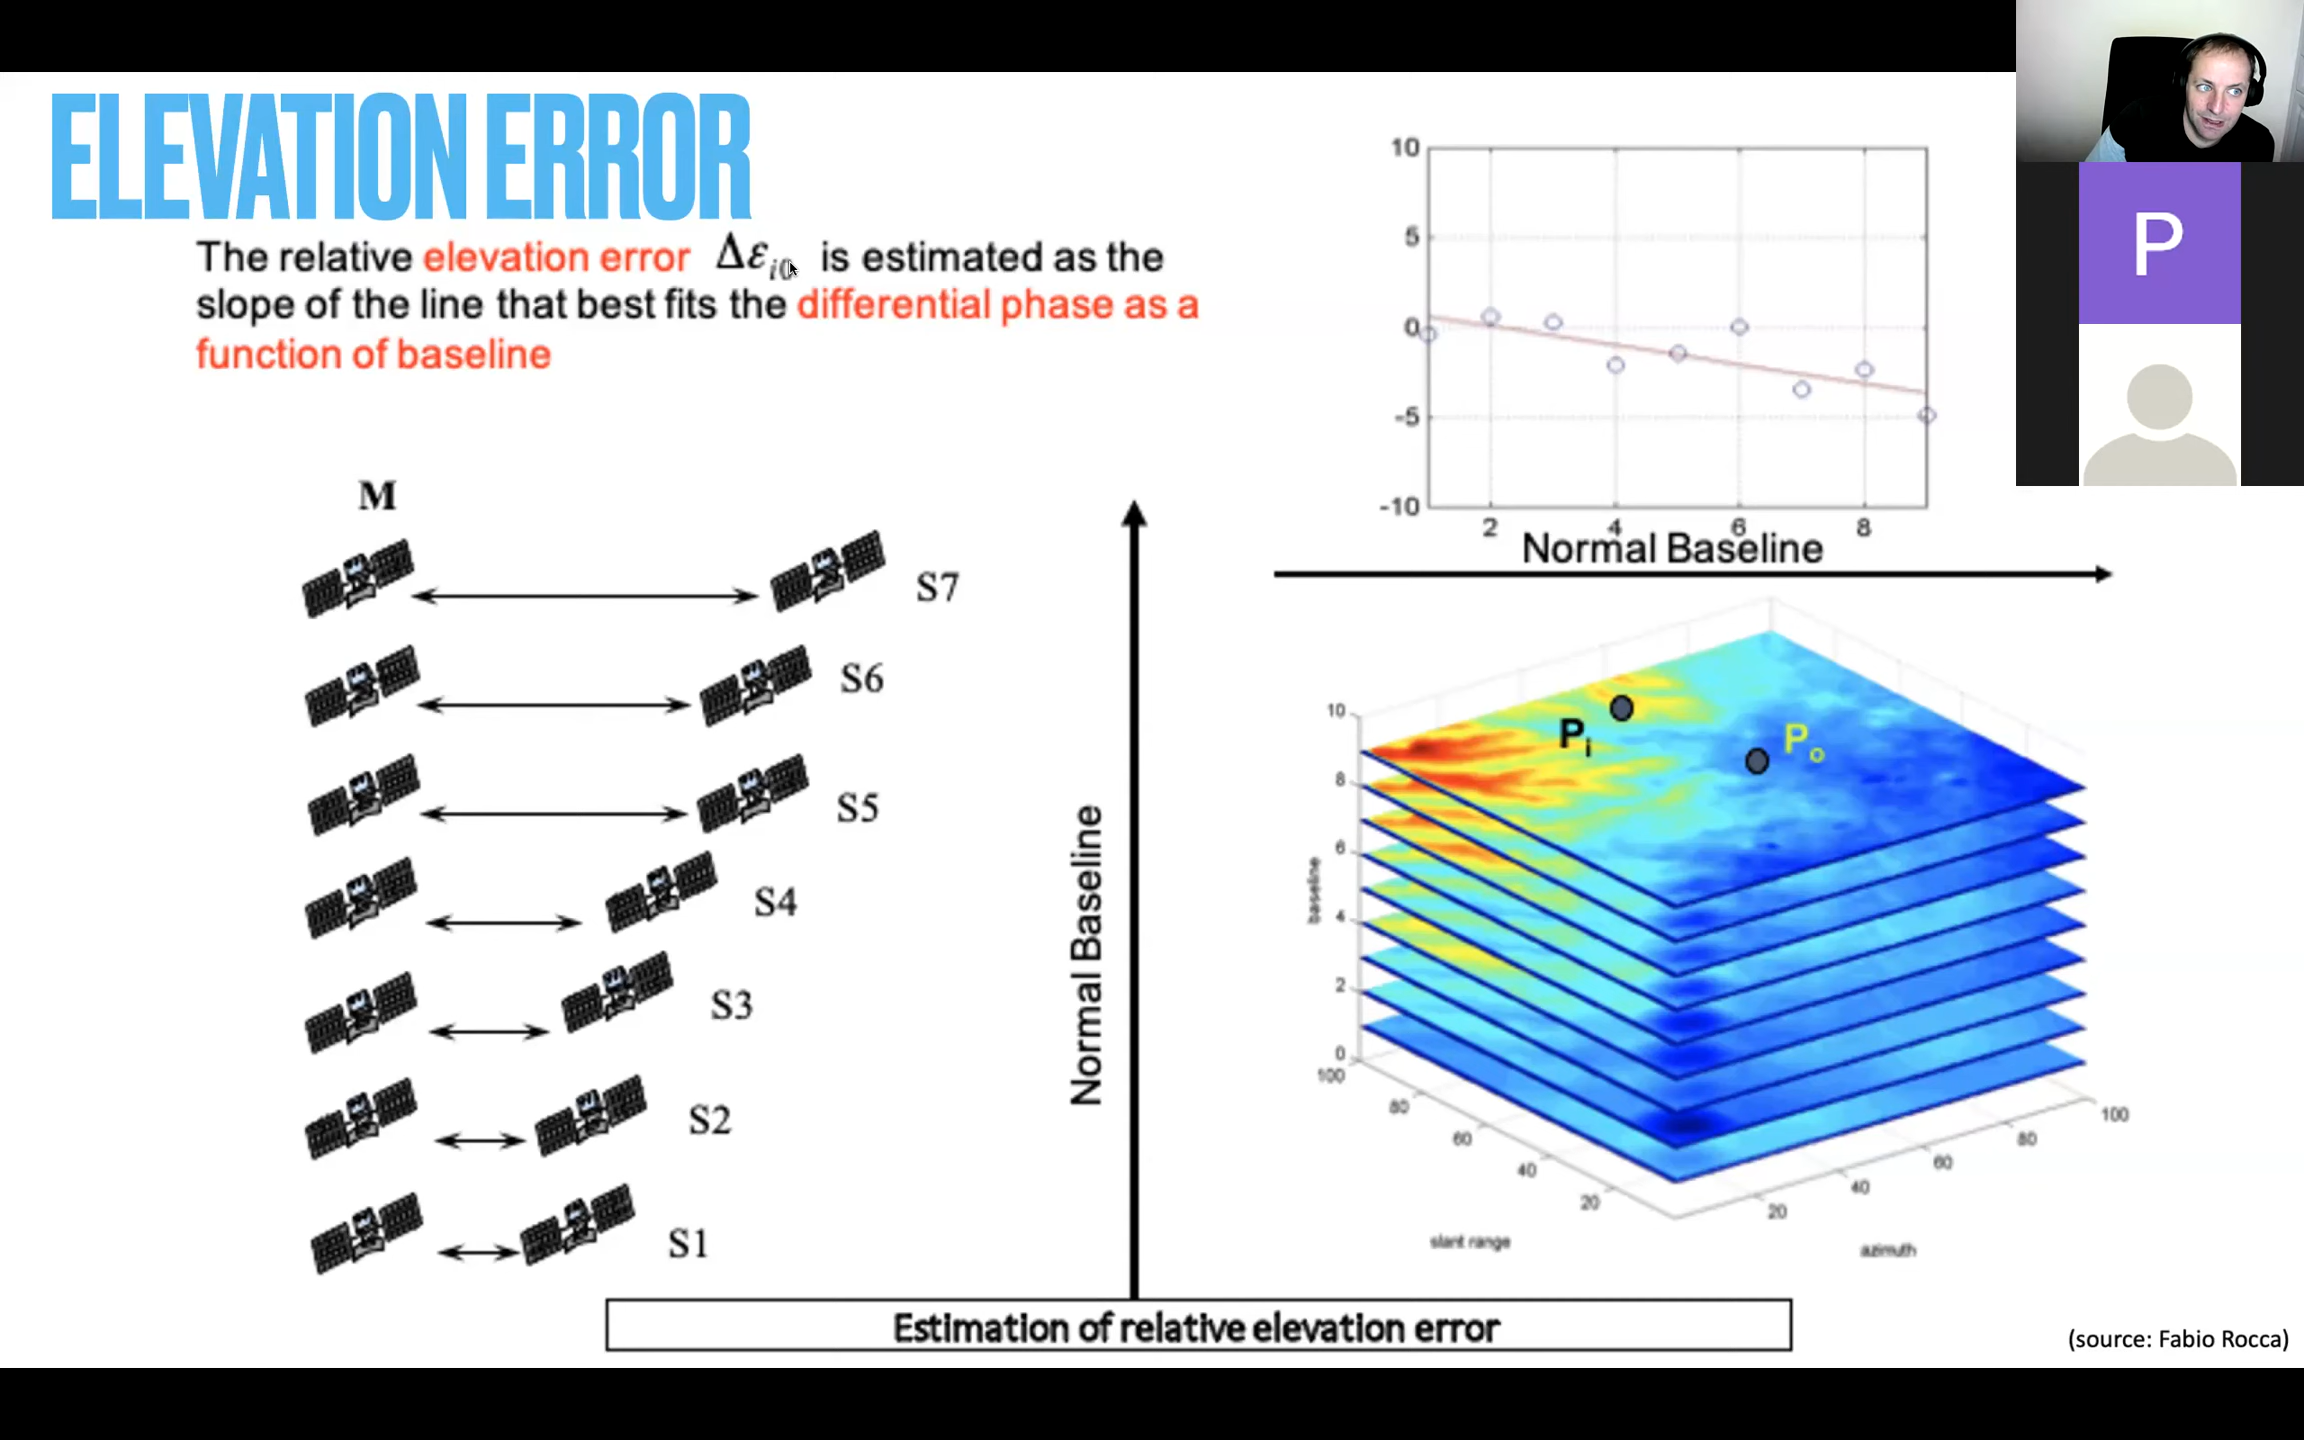 ELEVATION ERROR
The relative elevation error Δε_i0 is estimated as the
slope of the line that best fits the differential phase as a
function of baseline
10
5
0
-5
-10
2 4 6 8
Normal Baseline
P
M
S7
S6
S5
S4
S3
S2
S1
Normal Baseline
P_i
P_o
10
8
6
4
2
0
baseline
100
80
60
40
20
slant range
20
40
60
80
100
azimuth
Estimation of relative elevation error
(source: Fabio Rocca)